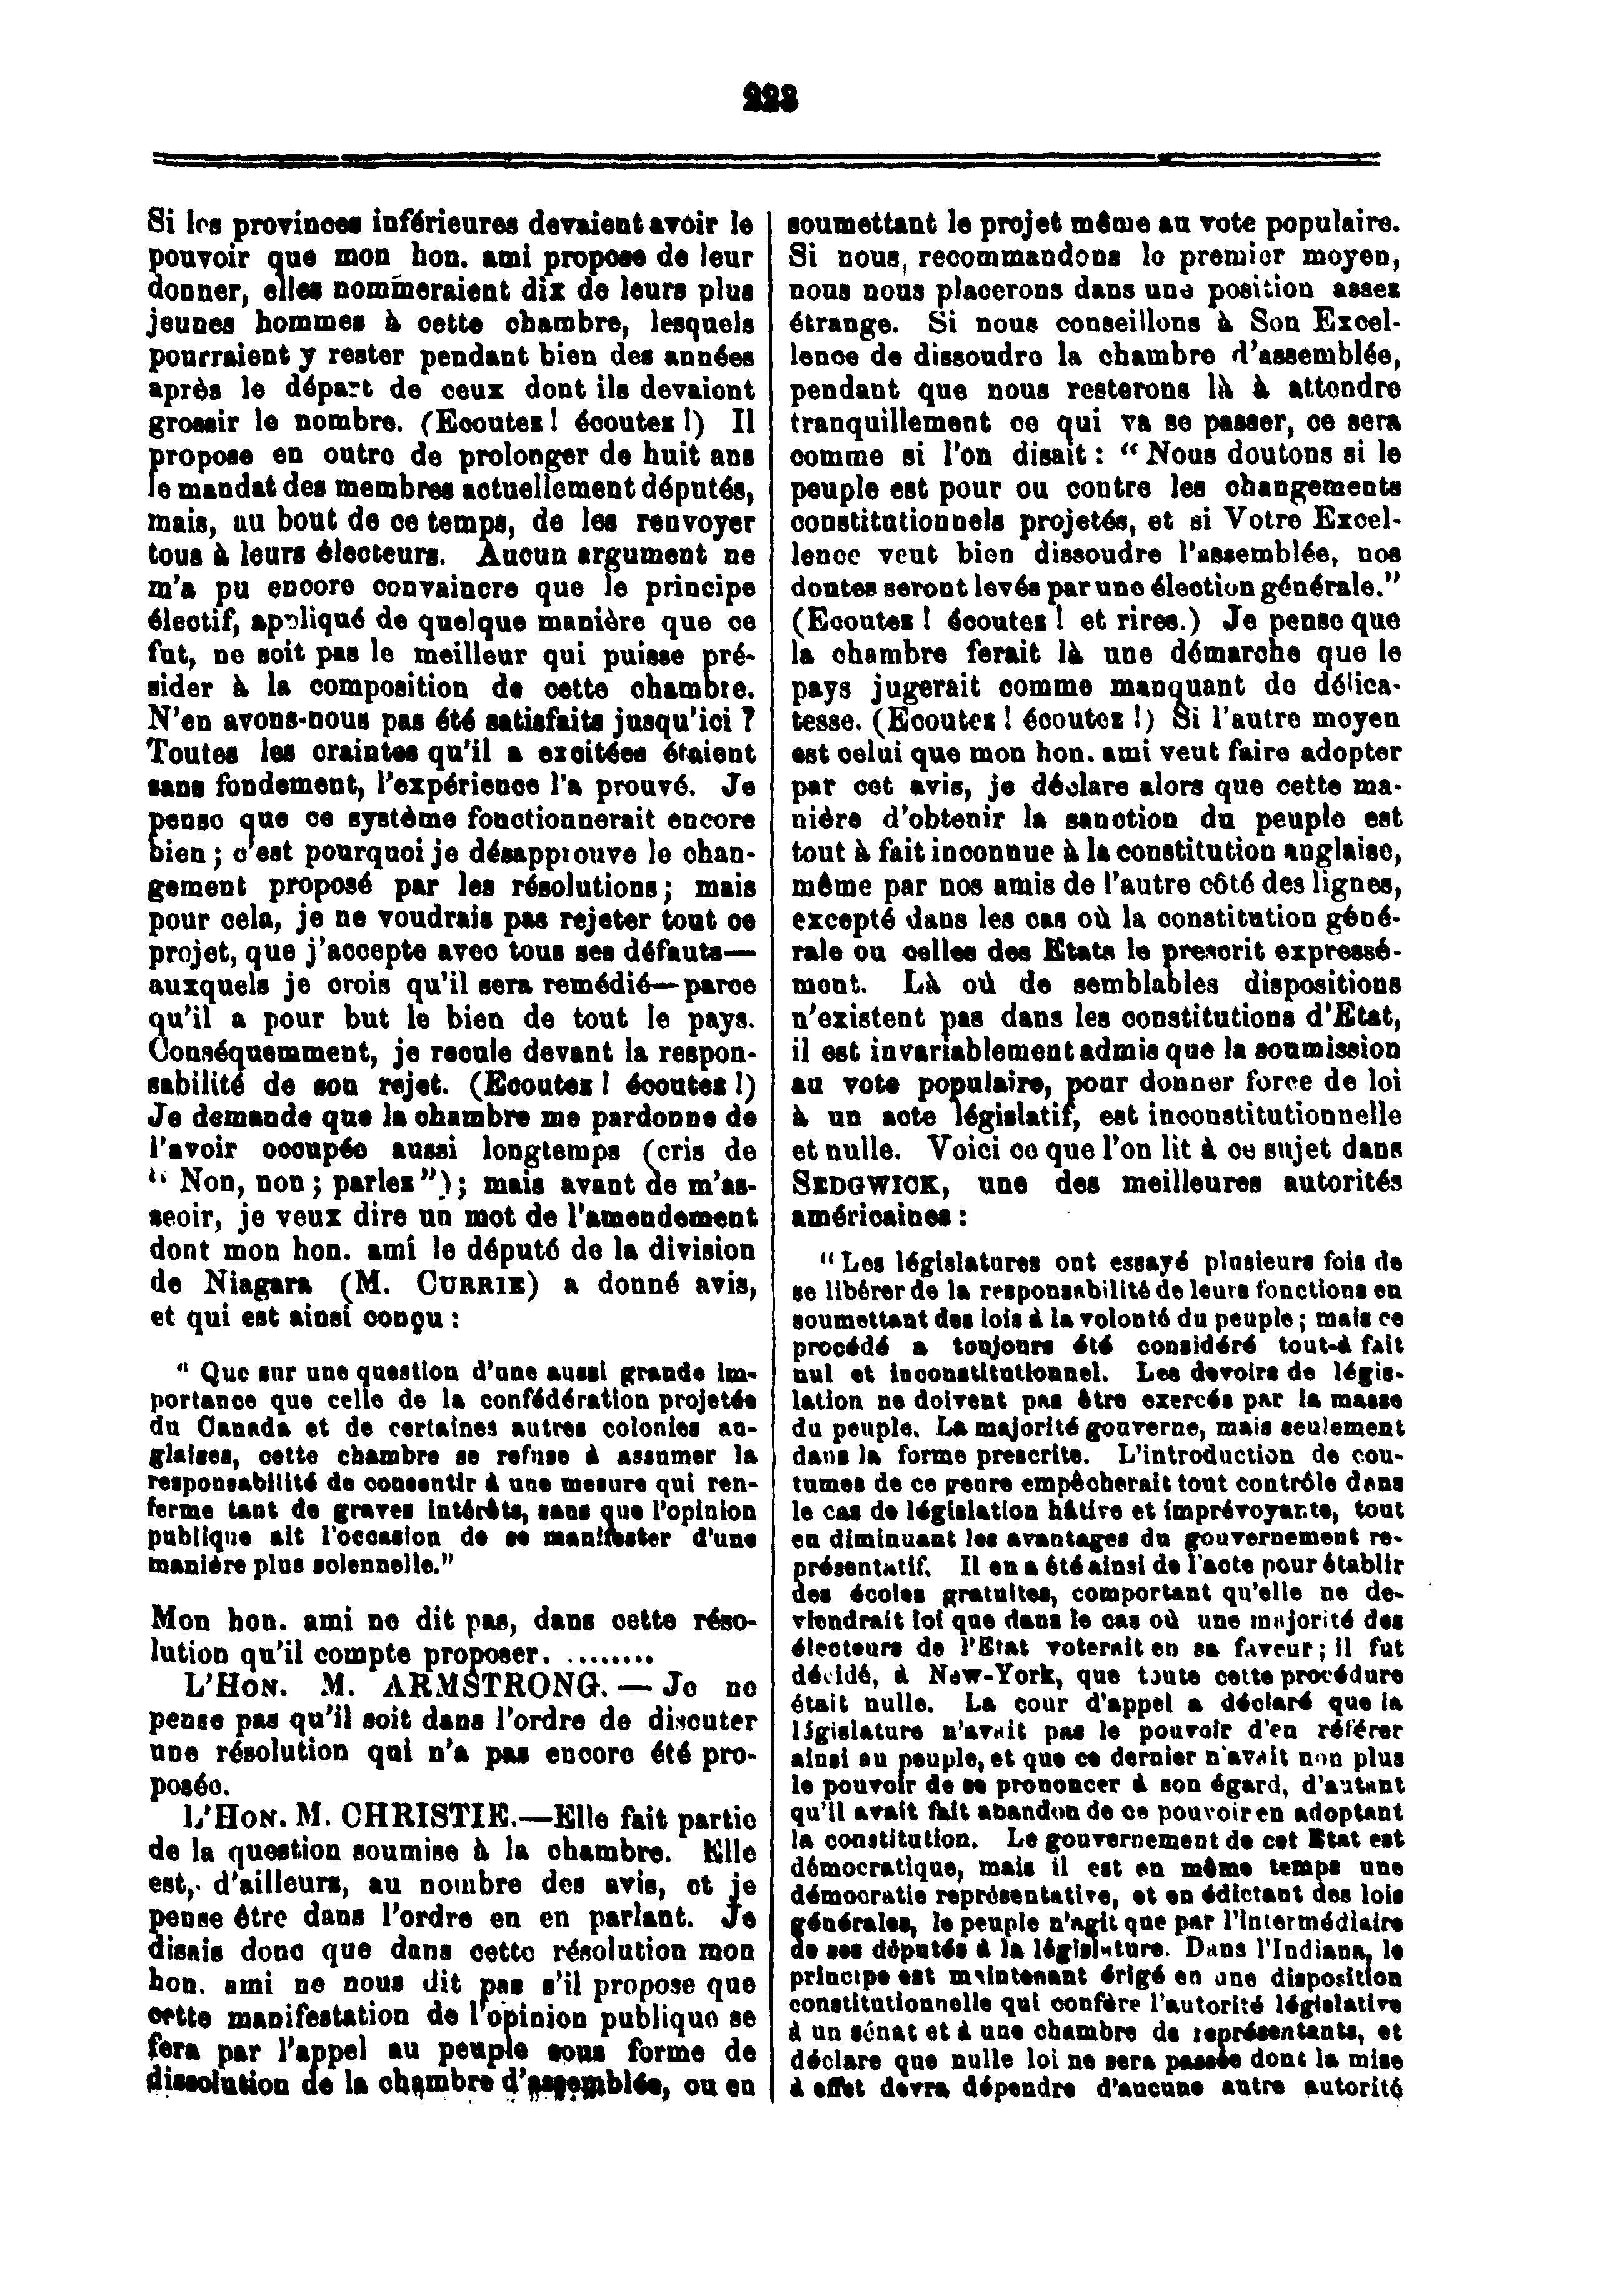 223
Si les provinces inférieures devaient avoir le
pouvoir que mon hon. ami propose de leur
donner, elles nommeraient dix de leurs plus
jeunes hommes à cette chambre, lesquels
pourraient y rester pendant bien des années
après le départ de ceux dont ils devaient
grossir le nombre. (Ecoutez ! écoutez !) Il
propose en outre de prolonger de huit ans
le mandat des membres actuellement députés,
mais, au bout de ce temps, de les renvoyer
tous à leurs électeurs. Aucun argument ne
m'a pu encore convaincre que le principe
électif, appliqué de quelque manière que ce
fut, ne soit pas le meilleur qui puisse pré-
sider à la composition de cette chambre.
N'en avons-nous pas été satisfaits jusqu'ici ?
Toutes les craintes qu'il a excitées étaient
sans fondement, l'expérience l'a prouvé. Je
pense que ce système fonctionnerait encore
bien ; c'est pourquoi je désapprouve le chan-
gement proposé par les résolutions ; mais
pour cela, je ne voudrais pas rejeter tout ce
projet, que j'accepte avec tous ses défauts—
auxquels je crois qu'il sera remédié—parce
qu'il a pour but le bien de tout le pays.
Conséquemment, je recule devant la respon-
sabilité de son rejet. (Ecoutez ! écoutez !)
Je demande que la chambre me pardonne de
l'avoir occupée aussi longtemps (cris de
" Non, non ; parlez") ; mais avant de m'as-
seoir, je veux dire un mot de l'amendement
dont mon hon. ami le député de la division
de Niagara (M. CURRIE) a donné avis,
et qui est ainsi conçu :
" Que sur une question d'une aussi grande im-
portance que celle de la confédération projetée
du Canada et de certaines autres colonies an-
glaises, cette chambre se refuse à assumer la
responsabilité de consentir à une mesure qui ren-
ferme tant de graves intérêts, sans que l'opinion
publique ait l'occasion de se manifester d'une
manière plus solennelle."
Mon hon. ami ne dit pas, dans cette réso-
lution qu'il compte proposer. ........
L'HON. M. ARMSTRONG.— Je ne
pense pas qu'il soit dans l'ordre de discuter
une résolution qui n'a pas encore été pro-
posée.
L'HON. M. CHRISTIE.—Elle fait partie
de la question soumise à la chambre. Elle
est, d'ailleurs, au nombre des avis, et je
pense être dans l'ordre en en parlant. Je
disais donc que dans cette résolution mon
hon. ami ne nous dit pas s'il propose que
cette manifestation de l'opinion publique se
fera par l'appel au peuple sous forme de
dissolution de la chambre d'assemblée, ou en
soumettant le projet même au vote populaire.
Si nous recommandons le premier moyen,
nous nous placerons dans une position assez
étrange. Si nous conseillons à Son Excel-
lence de dissoudre la chambre d'assemblée,
pendant que nous resterons là à attendre
tranquillement ce qui va se passer, ce sera
comme si l'on disait : " Nous doutons si le
peuple est pour ou contre les changements
constitutionnels projetés, et si Votre Excel-
lence veut bien dissoudre l'assemblée, nos
doutes seront levés par une élection générale."
(Ecoutez ! écoutez ! et rires.) Je pense que
la chambre ferait là une démarche que le
pays jugerait comme manquant de délica-
tesse. (Ecoutez ! écoutez !) Si l'autre moyen
est celui que mon hon. ami veut faire adopter
par cet avis, je déclare alors que cette ma-
nière d'obtenir la sanction du peuple est
tout à fait inconnue à la constitution anglaise,
même par nos amis de l'autre côté des lignes,
excepté dans les cas où la constitution géné-
rale ou celles des Etats le prescrit expressé-
ment. Là où de semblables dispositions
n'existent pas dans les constitutions d'Etat,
il est invariablement admis que la soumission
au vote populaire, pour donner force de loi
à un acte législatif, est inconstitutionnelle
et nulle. Voici ce que l'on lit à ce sujet dans
SEDGWICK, une des meilleures autorités
américaines :
" Les législatures ont essayé plusieurs fois de
se libérer de la responsabilité de leurs fonctions en
soumettant des lois à la volonté du peuple ; mais ce
procédé a toujours été considéré tout-à fait
nul et inconstitutionnel. Les devoirs de légis-
lation ne doivent pas être exercés par la masse
du peuple. La majorité gouverne, mais seulement
dans la forme prescrite. L'introduction de cou-
tumes de ce genre empêcherait tout contrôle dans
le cas de législation hâtive et imprévoyante, tout
en diminuant les avantages du gouvernement re-
présentatif. Il en a été ainsi de l'acte pour établir
des écoles gratuites, comportant qu'elle ne de-
viendrait loi que dans le cas où une majorité des
électeurs de l'Etat voterait en sa faveur ; il fut
décidé, à New-York, que toute cette procédure
était nulle. La cour d'appel a déclaré que la
législature n'avait pas le pouvoir d'en référer
ainsi au peuple, et que ce dernier n'avait non plus
le pouvoir de se prononcer à son égard, d'autant
qu'il avait fait abandon de ce pouvoir en adoptant
la constitution. Le gouvernement de cet Etat est
démocratique, mais il est en même temps une
démocratie représentative, et en édictant des lois
générales, le peuple n'agit que par l'intermédiaire
de ses députés à la législature. Dans l'Indiana, le
principe est maintenant érigé en une disposition
constitutionnelle qui confère l'autorité législative
à un sénat et à une chambre de représentants, et
déclare que nulle loi ne sera passée dont la mise
à effet devra dépendre d'aucune autre autorité